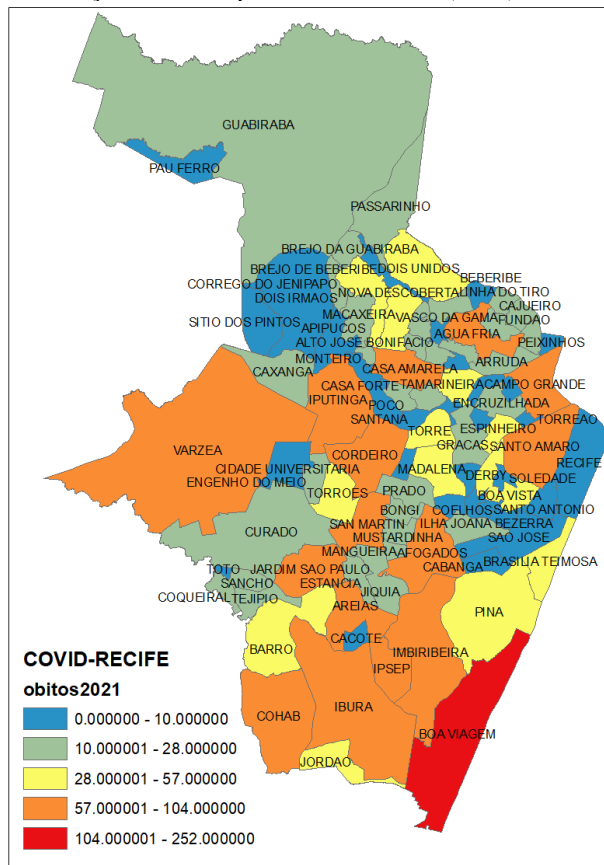 GUABIRABA
PAU FERRO
PASSARINHO
BREJO DA GUABIRABA
BREJO DE BEBERIBE
DOIS UNIDOS
CORREGO DO JENIPAPO
BEBERIBE
NOVA DESCOBERTA
LINHA DO TIRO
DOIS IRMAOS
CAJUEIRO
MACAXEIRA
VASCO DA GAMA
FUNDAO
SITIO DOS PINTOS
APIPUCOS
AGUA FRIA
ALTO JOSE BONIFACIO
PEIXINHOS
MONTEIRO
ARRUDA
CAXANGA
CASA AMARELA
CASA FORTE
TAMARINEIRA
CAMPO GRANDE
IPUTINGA
POCO
ENCRUZILHADA
SANTANA
TORREAO
TORRE
ESPINHEIRO
VARZEA
CORDEIRO
GRACAS
SANTO AMARO
RECIFE
CIDADE UNIVERSITARIA
MADALENA
DERBY
SOLEDADE
ENGENHO DO MEIO
TORROES
PRADO
BOA VISTA
BONGI
COELHOS
SANTO ANTONIO
CURADO
SAN MARTIN
ILHA JOANA BEZERRA
MUSTARDINHA
SAO JOSE
MANGUEIRA
AFOGADOS
TOTO
JARDIM SAO PAULO
CABANGA
BRASILIA TEIMOSA
SANCHO
ESTANCIA
JIQUIA
COQUEIRAL
TEJIPIO
AREIAS
PINA
BARRO
CACOTE
IMBIRIBEIRA
IPSEP
COHAB
IBURA
BOA VIAGEM
JORDAO
COVID-RECIFE
obitos2021
0.000000 - 10.000000
10.000001 - 28.000000
28.000001 - 57.000000
57.000001 - 104.000000
104.000001 - 252.000000